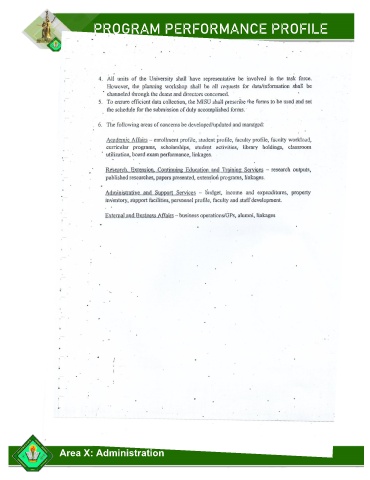 PROGRAM PERFORMANCE PROFILE
4. All units of the University shall have representative be involved in the task force.
However, the planning workshop shall be all requests for data/information shall be
channeled through the deans and directors concerned.
5. To ensure efficient data collection, the MISU shall prescribe the forms to be used and set
the schedule for the submission of duly accomplished forms.
6. The following areas of concerns be developed/updated and managed:
Academic Affairs – enrollment profile, student profile, faculty profile, faculty workload,
curricular programs, scholarships, student activities, library holdings, classroom
utilization, board exam performance, linkages.
Research, Extension, Continuing Education and Training Services – research outputs,
published researches, papers presented, extension programs, linkages.
Administrative and Support Services – budget, income and expenditures, property
inventory, support facilities, personnel profile, faculty and staff development.
External and Business Affairs – business operations/GPs, alumni, linkages
Area X: Administration